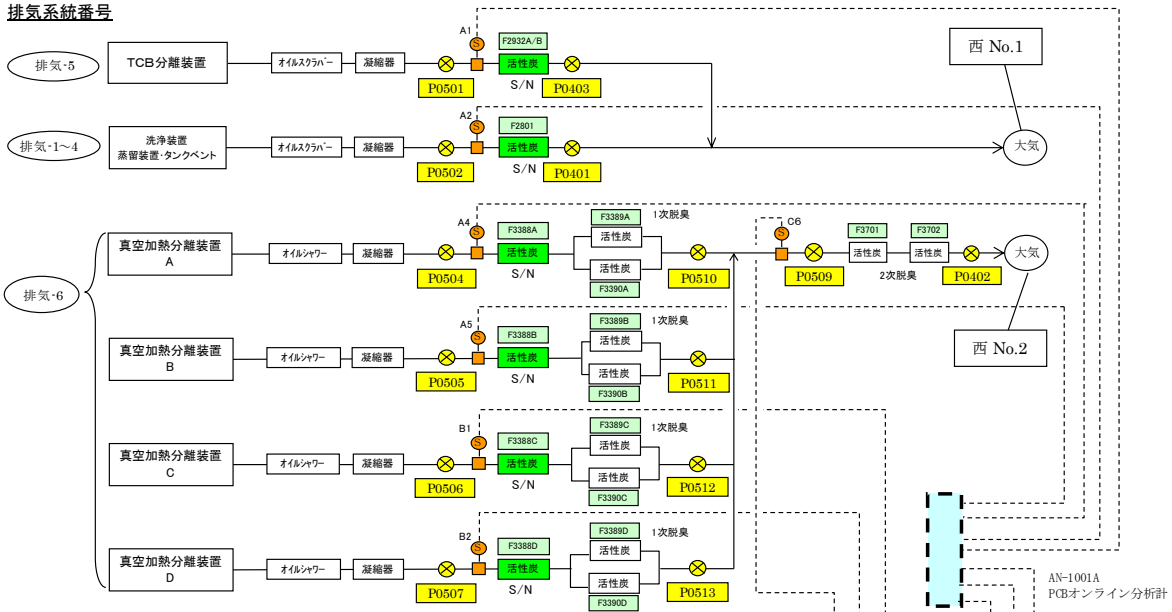 排気系統番号
A1
F2932A/B
西 No.1
排気-5
TCB分離装置
オイルスクラバー
凝縮器
S
活性炭
P0501
S/N
P0403
A2
F2801
排気-1～4
洗浄装置
蒸留装置・タンクベント
オイルスクラバー
凝縮器
S
活性炭
大気
P0502
S/N
P0401
A4
F3388A
F3389A
1次脱臭
C6
F3701
F3702
真空加熱分離装置
A
オイルシャワー
凝縮器
S
活性炭
活性炭
活性炭
S
活性炭
活性炭
大気
P0504
S/N
F3390A
P0510
P0509
2次脱臭
P0402
排気-6
A5
F3388B
F3389B
1次脱臭
西 No.2
真空加熱分離装置
B
オイルシャワー
凝縮器
S
活性炭
活性炭
活性炭
P0505
S/N
F3390B
P0511
B1
F3388C
F3389C
1次脱臭
真空加熱分離装置
C
オイルシャワー
凝縮器
S
活性炭
活性炭
活性炭
P0506
S/N
F3390C
P0512
B2
F3388D
F3389D
1次脱臭
真空加熱分離装置
D
オイルシャワー
凝縮器
S
活性炭
活性炭
活性炭
P0507
S/N
F3390D
P0513
AN-1001A
PCBオンライン分析計